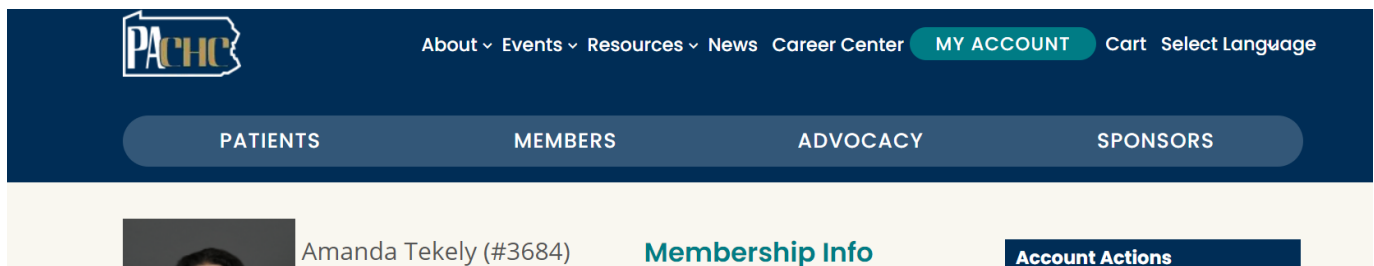 PACHC
About Events Resources News Career Center MY ACCOUNT Cart Select Language
PATIENTS MEMBERS ADVOCACY SPONSORS
Amanda Tekely (#3684) Membership Info Account Actions